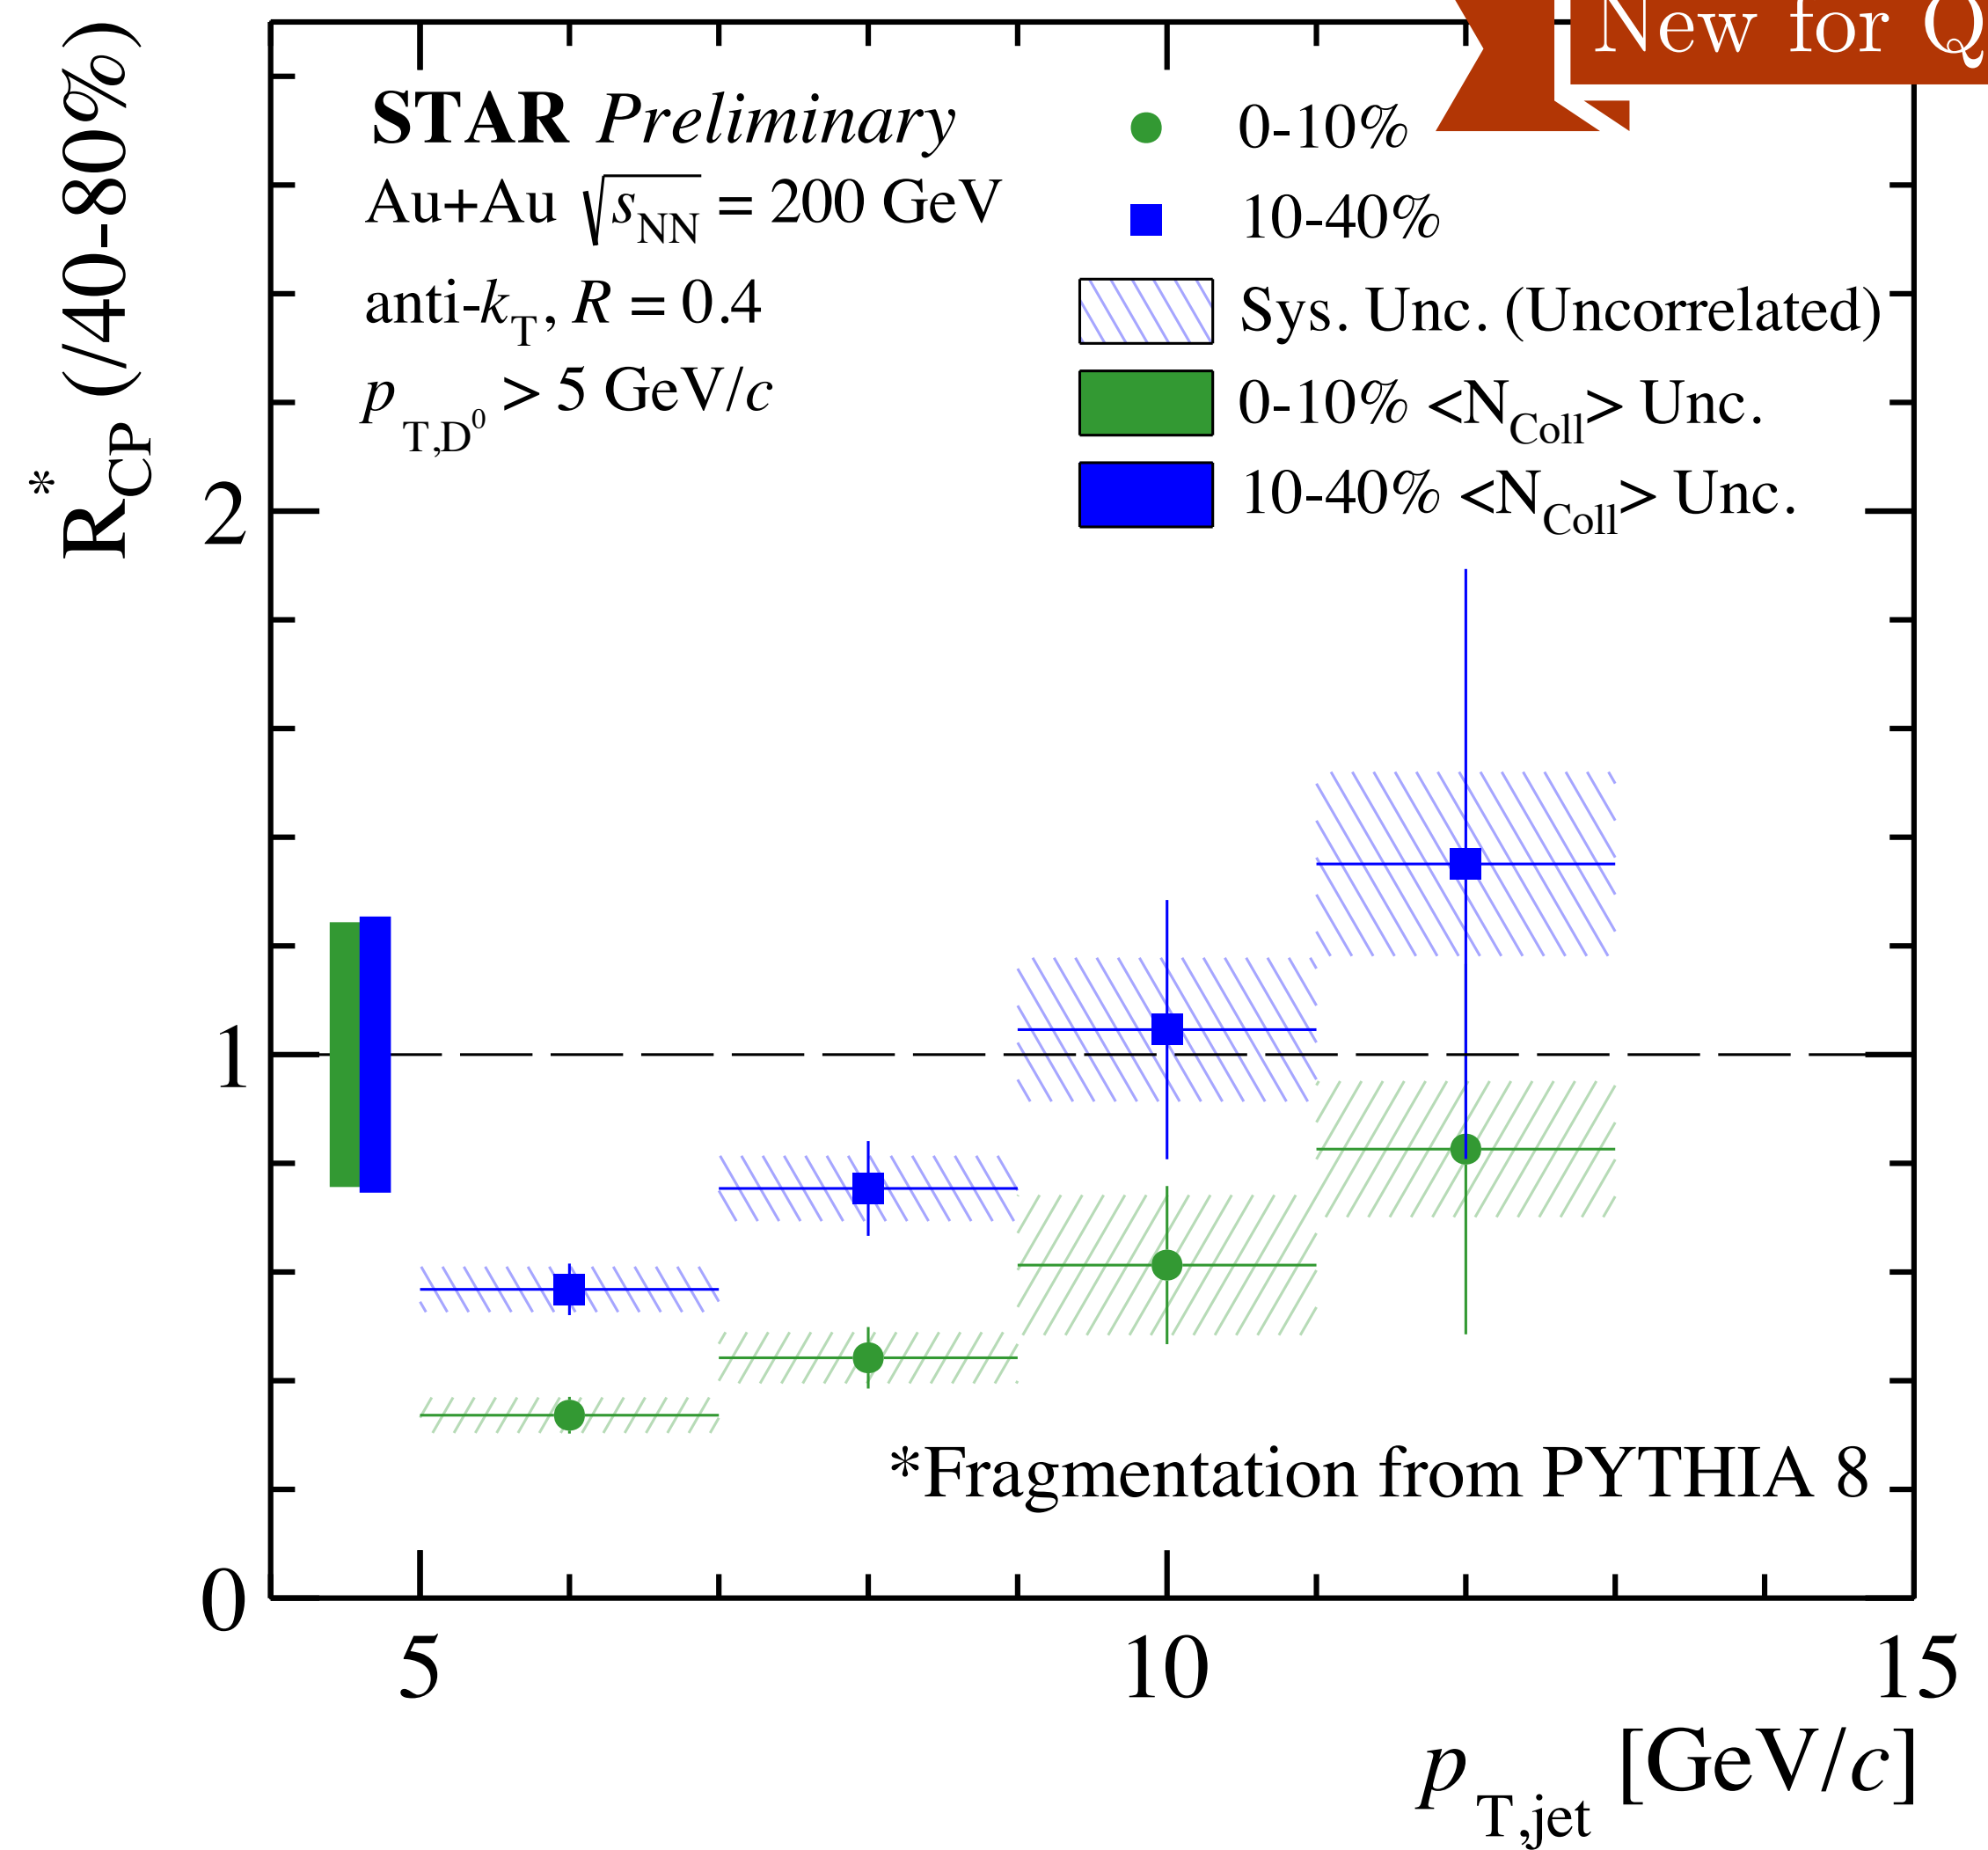 New for Q
STAR Preliminary
Au+Au √sNN = 200 GeV
anti-kT, R = 0.4
pT,D0 > 5 GeV/c
0-10%
10-40%
Sys. Unc. (Uncorrelated)
0-10% <NColl> Unc.
10-40% <NColl> Unc.
R*CP (/40-80%)
2
1
0
*Fragmentation from PYTHIA 8
5
10
15
pT,jet [GeV/c]